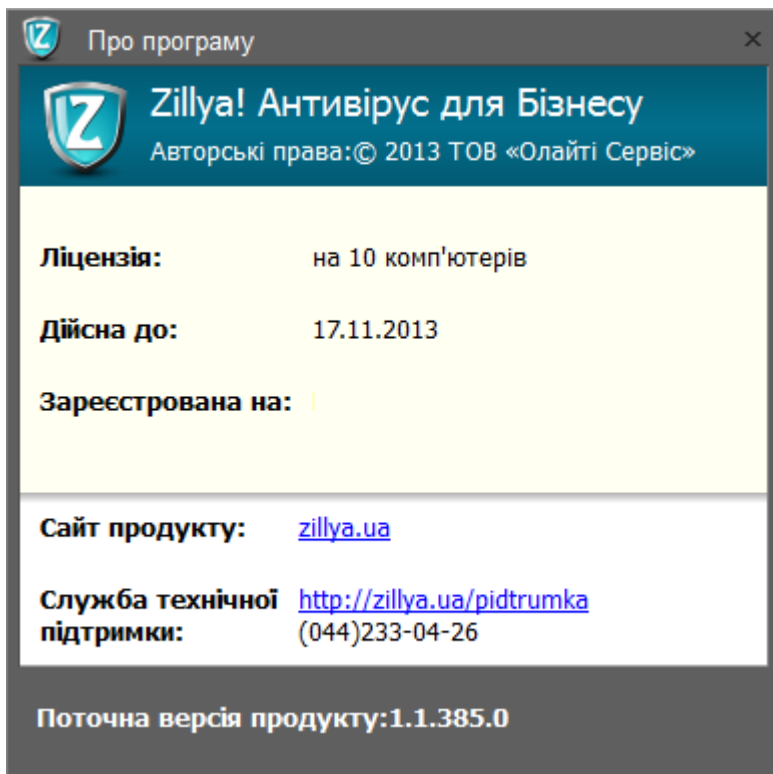 Про програму
Zillya! Антивірус для Бізнесу
Авторські права:© 2013 ТОВ «Олайті Сервіс»
Ліцензія: на 10 комп'ютерів
Дійсна до: 17.11.2013
Зареєстрована на:
Сайт продукту: zillya.ua
Служба технічної http://zillya.ua/pidtrumka
підтримки: (044)233-04-26
Поточна версія продукту:1.1.385.0